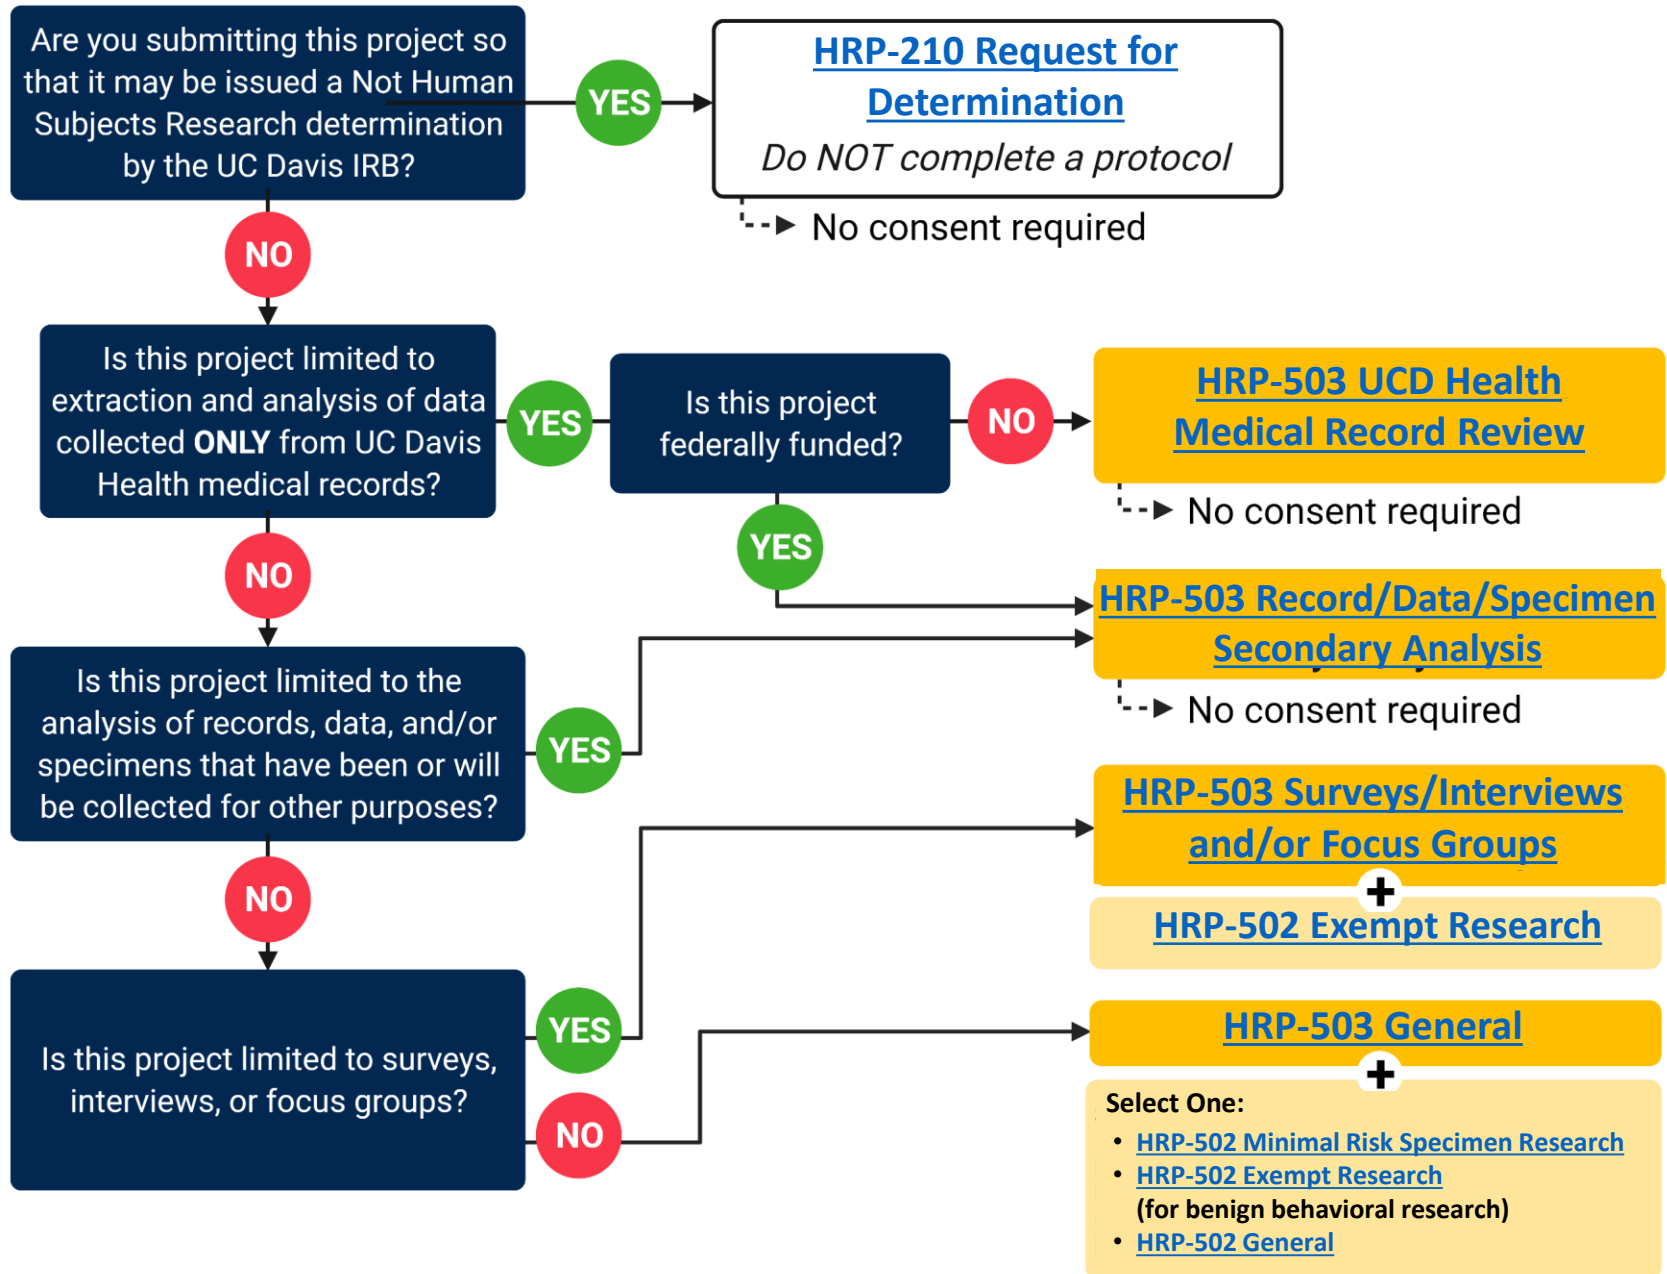 Are you submitting this project so
that it may be issued a Not Human
Subjects Research determination
by the UC Davis IRB?
YES
HRP-210 Request for
Determination
Do NOT complete a protocol
No consent required
NO
Is this project limited to
extraction and analysis of data
collected ONLY from UC Davis
Health medical records?
YES
Is this project
federally funded?
NO
HRP-503 UCD Health
Medical Record Review
No consent required
YES
NO
HRP-503 Record/Data/Specimen
Secondary Analysis
No consent required
Is this project limited to the
analysis of records, data, and/or
specimens that have been or will
be collected for other purposes?
YES
NO
HRP-503 Surveys/Interviews
and/or Focus Groups
+
HRP-502 Exempt Research
Is this project limited to surveys,
interviews, or focus groups?
YES
NO
HRP-503 General
+
Select One:
• HRP-502 Minimal Risk Specimen Research
• HRP-502 Exempt Research
(for benign behavioral research)
• HRP-502 General